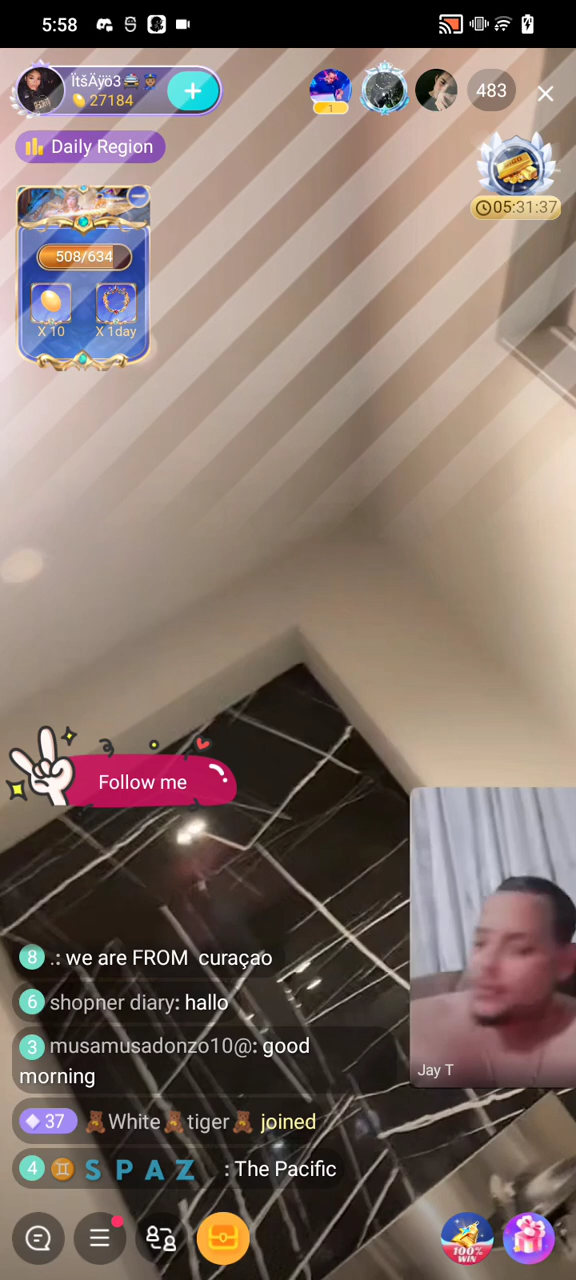 5:58
ÏtšÄÿö3
27184
1
483
Daily Region
05:31:37
508/634
X 10
X 1day
Follow me
8 .: we are FROM curaçao
6 shopner diary: hallo
3 musamusadonzo10@: good
morning
Jay T
37 🧸White🧸tiger🧸 joined
4 ♊ S P A Z : The Pacific
100%
WIN